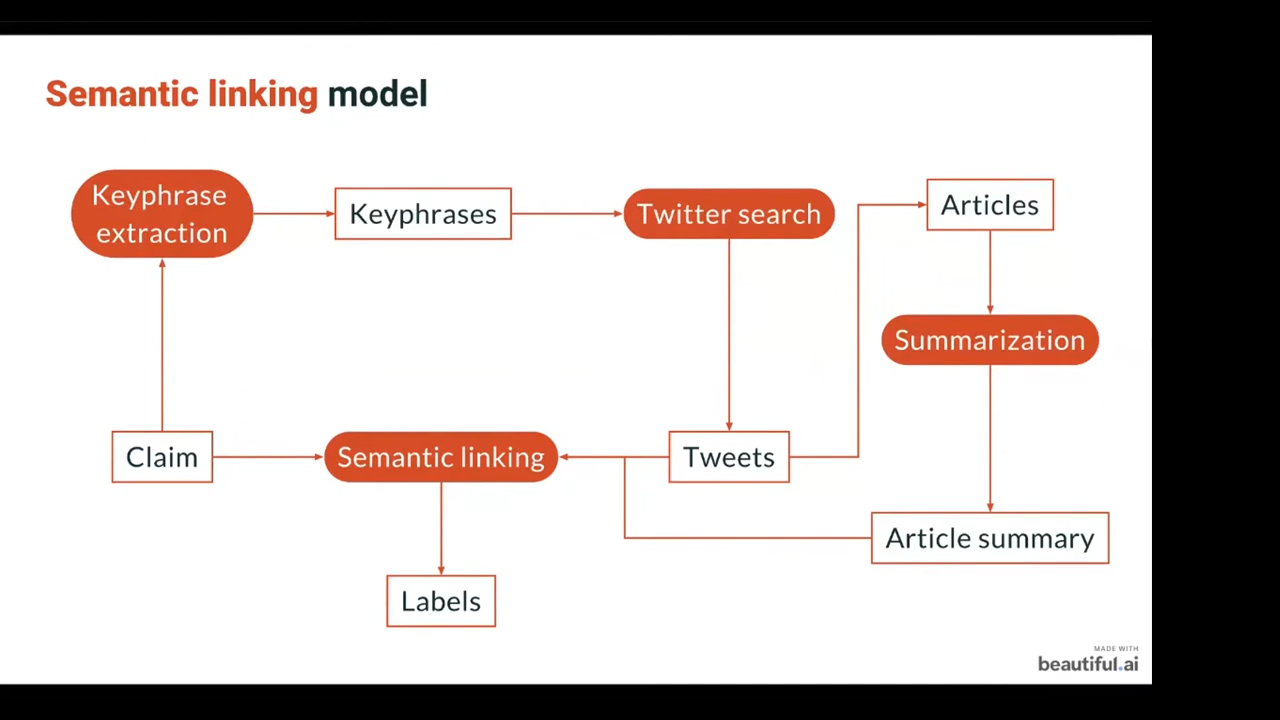 Semantic linking model
Keyphrase
extraction
Keyphrases
Twitter search
Articles
Summarization
Claim
Semantic linking
Tweets
Article summary
Labels
MADE WITH
beautiful.ai